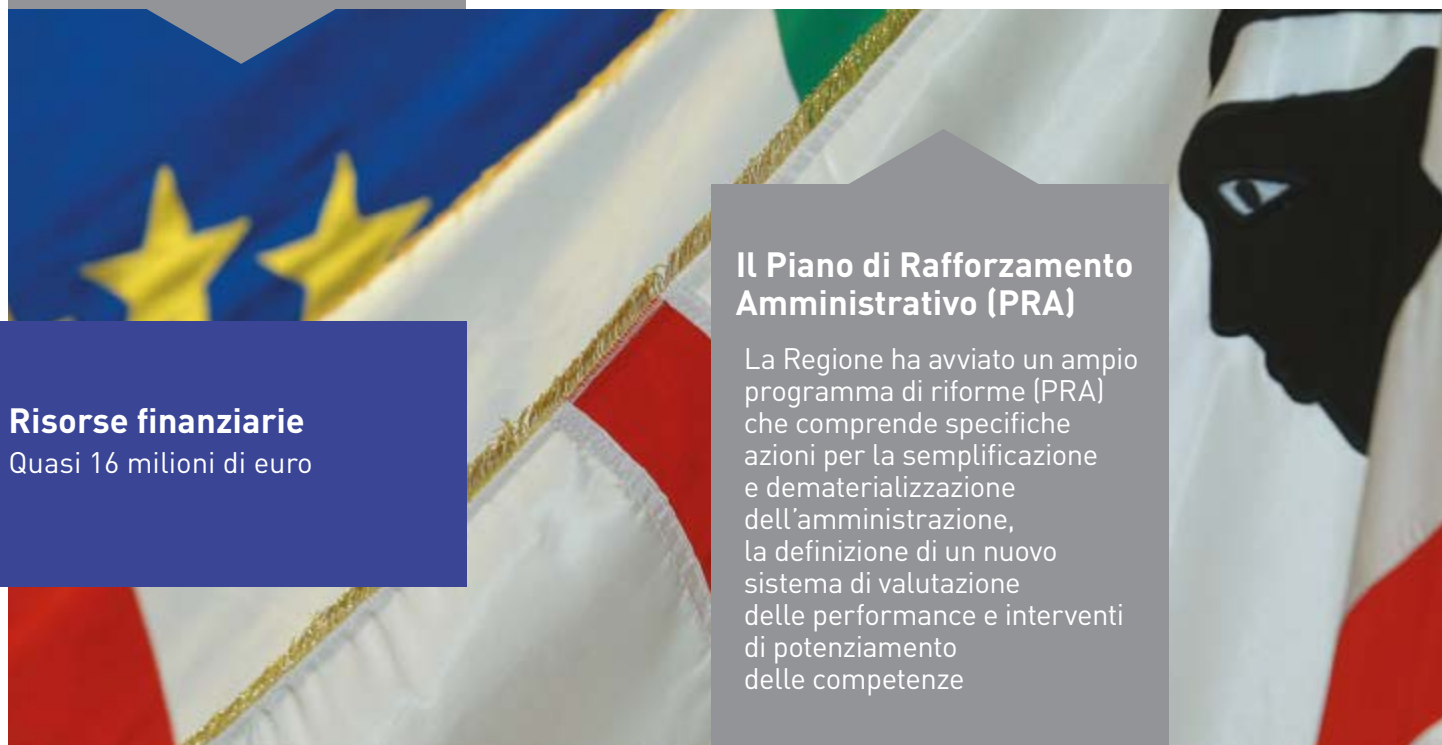 Risorse finanziarie
Quasi 16 milioni di euro
Il Piano di Rafforzamento
Amministrativo (PRA)
La Regione ha avviato un ampio
programma di riforme (PRA)
che comprende specifiche
azioni per la semplificazione
e dematerializzazione
dell'amministrazione,
la definizione di un nuovo
sistema di valutazione
delle performance e interventi
di potenziamento
delle competenze